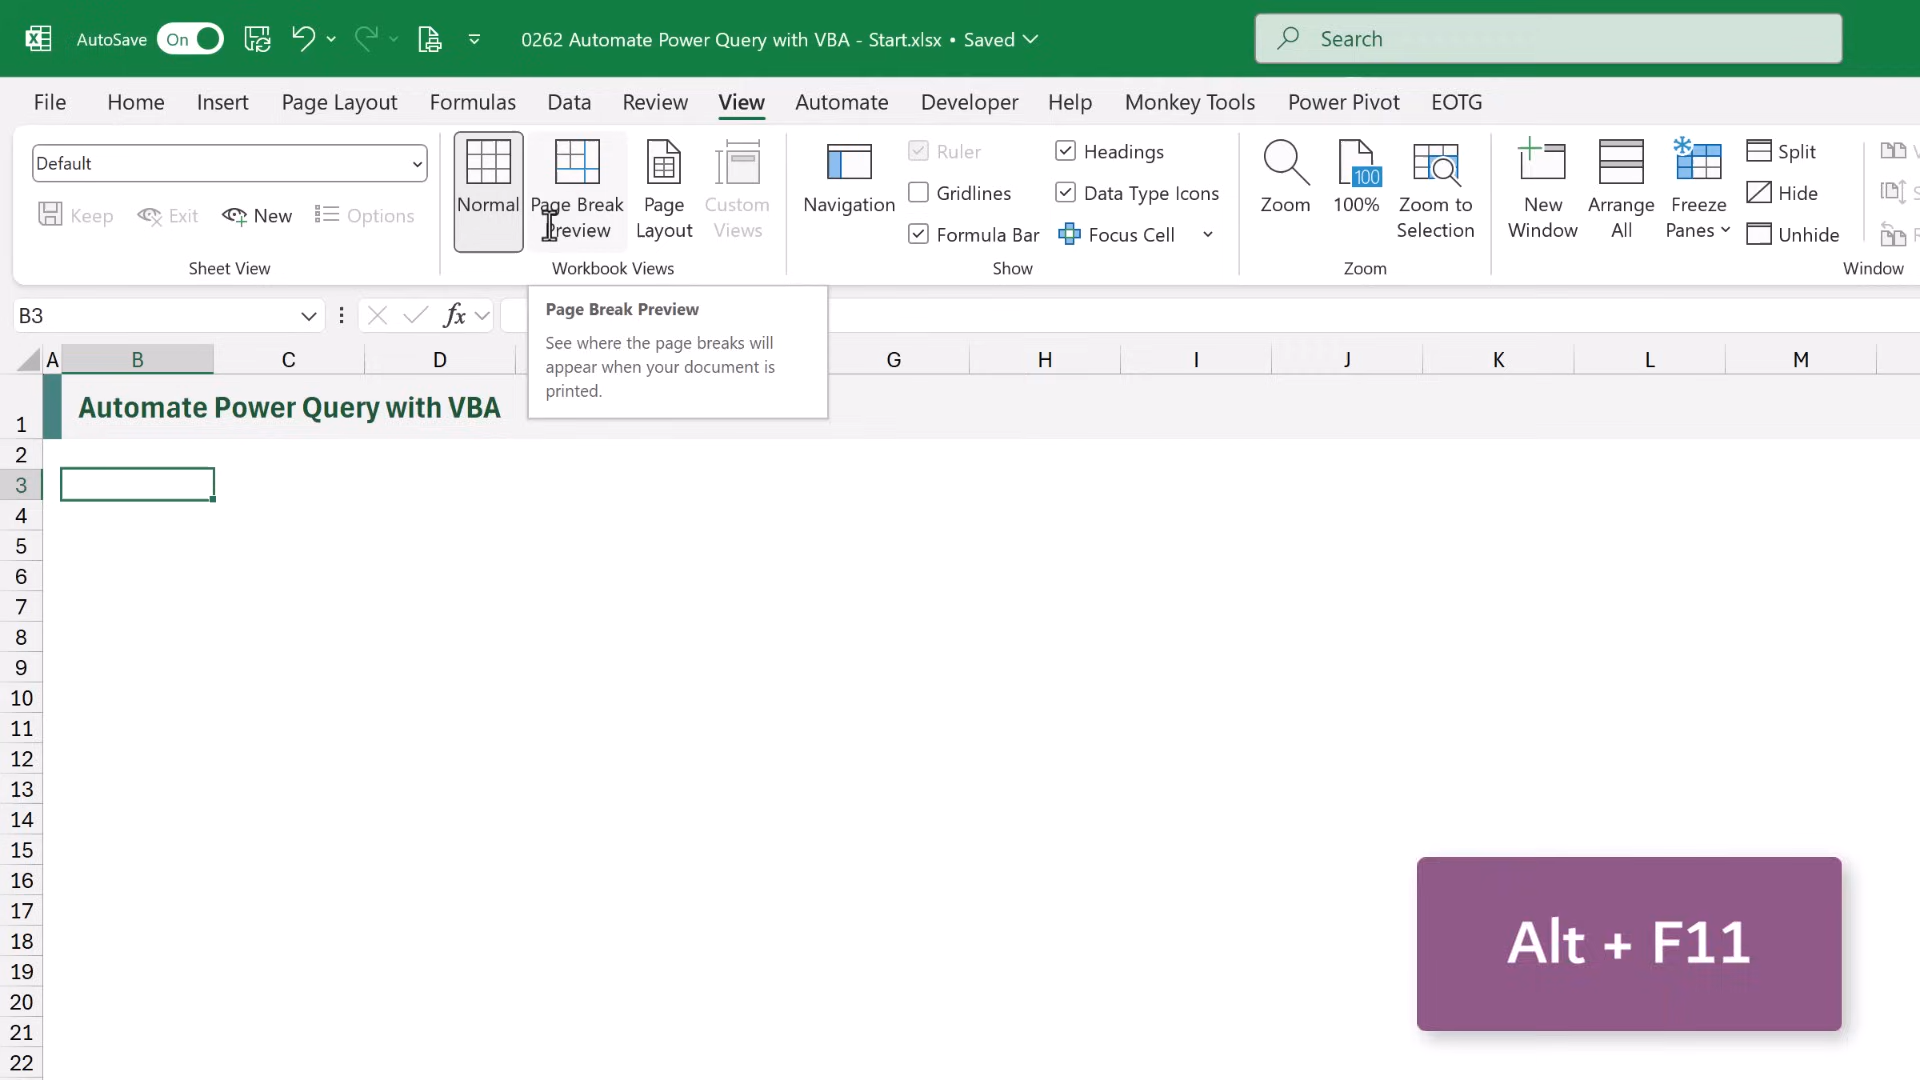 AutoSave On 0262 Automate Power Query with VBA - Start.xlsx • Saved Search
File Home Insert Page Layout Formulas Data Review View Automate Developer Help Monkey Tools Power Pivot EOTG
Default
Keep Exit New Options
Sheet View
Normal
Page Break
Preview
Page
Layout
Custom
Views
Workbook Views
Navigation
Ruler
Gridlines
Formula Bar
Headings
Data Type Icons
Focus Cell
Show
Zoom
100
100%
Zoom to
Selection
Zoom
New
Window
Arrange
All
Freeze
Panes
Split
Hide
Unhide
Window
B3 fx
Page Break Preview
See where the page breaks will
appear when your document is
printed.
A B C D G H I J K L M
1 Automate Power Query with VBA
2
3
4
5
6
7
8
9
10
11
12
13
14
15
16
17
18
19
20
21
22
Alt + F11